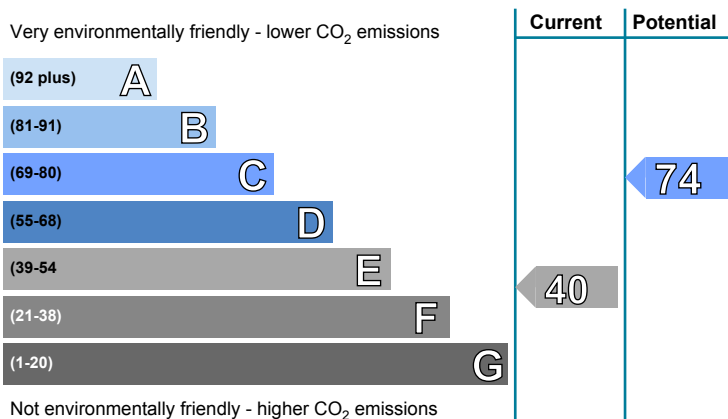 Current Potential
Very environmentally friendly - lower CO2 emissions
(92 plus) A
(81-91) B
(69-80) C
74
(55-68) D
(39-54 E
40
(21-38) F
(1-20) G
Not environmentally friendly - higher CO2 emissions